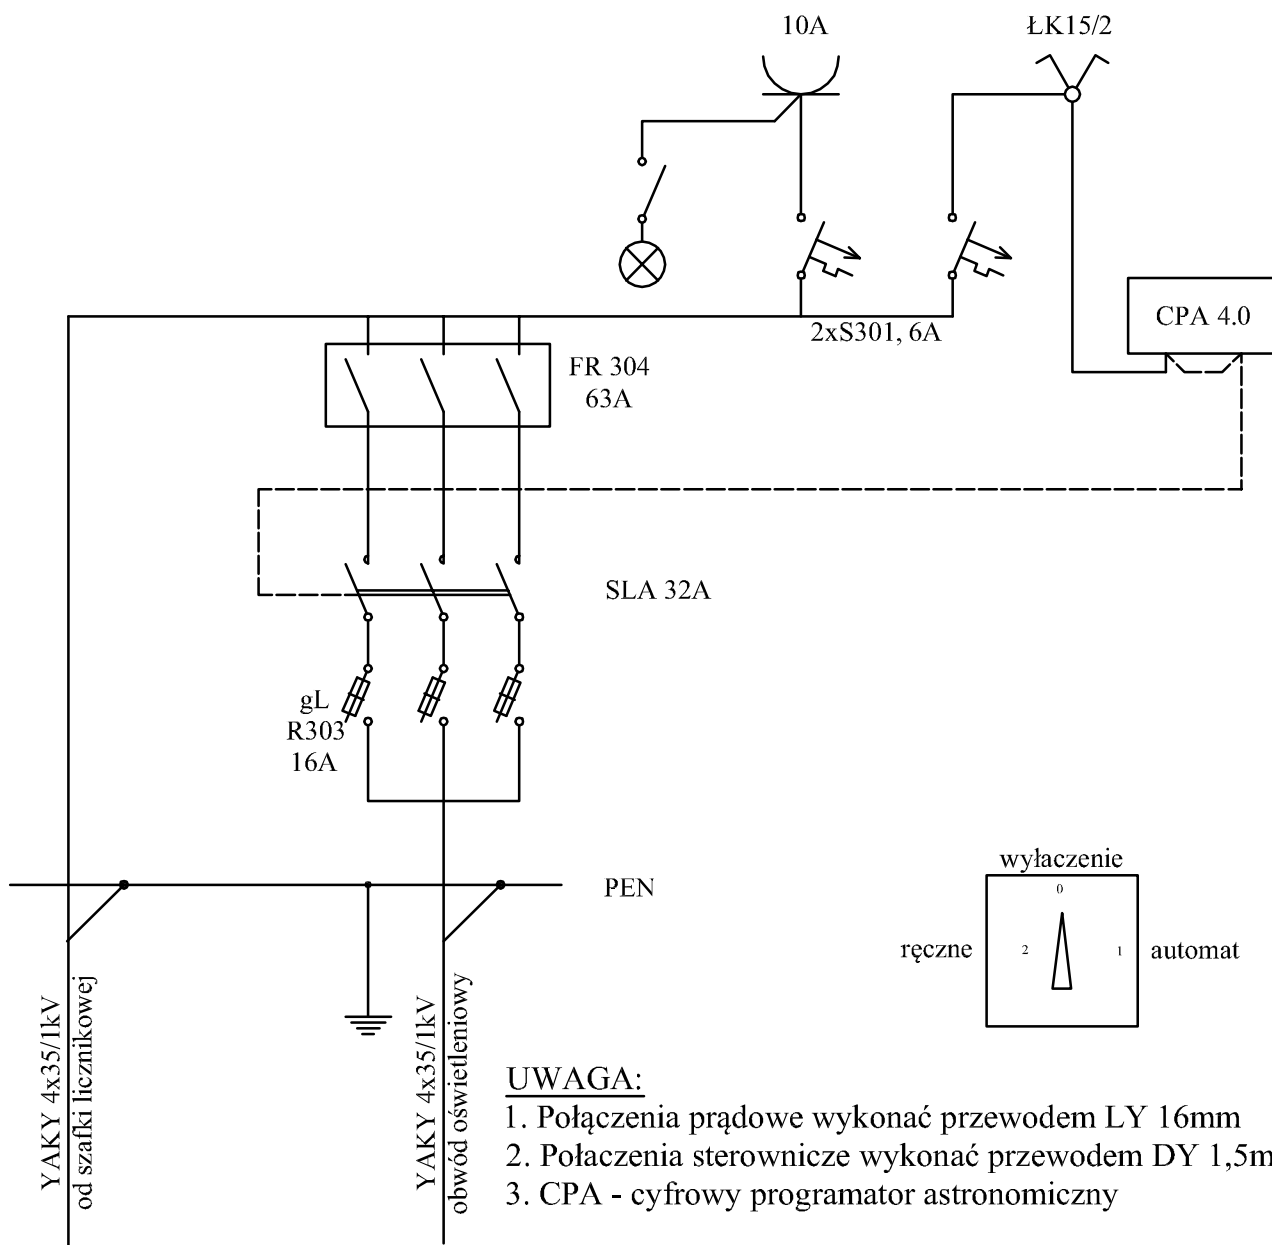 10A
ŁK15/2
CPA 4.0
2xS301, 6A
FR 304
63A
SLA 32A
gL
R303
16A
PEN
wyłaczenie
0
ręczne
2
1
automat
YAKY 4x35/1kV
od szafki licznikowej
YAKY 4x35/1kV
obwód oświetleniowy
UWAGA:
1. Połączenia prądowe wykonać przewodem LY 16mm
2. Połaczenia sterownicze wykonać przewodem DY 1,5m
3. CPA - cyfrowy programator astronomiczny